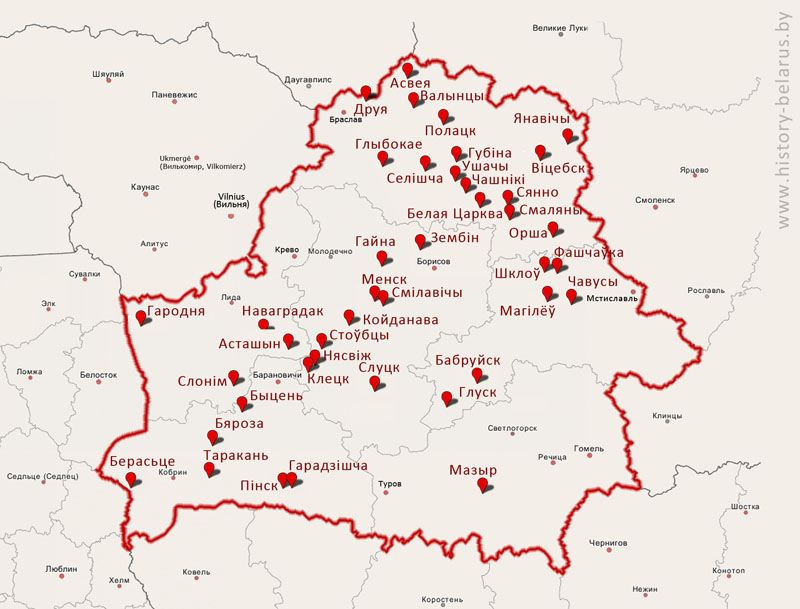 www.history-belarus.by
Великие Луки
Шяуляй
Паневежис
Даугавпилс
Асвея
Друя
Валынцы
Браслав
Полацк
Янавічы
Глыбокае
Губіна
Ушачы
Віцебск
Ukmergė
(Вилькомир, Vilkomierz)
Селішча
Чашнікі
Ярцево
Каунас
Vilnius
(Вильня)
Сянно
Смоленск
Белая Царква
Смаляны
Орша
Алитус
Крево
Молодечно
Гайна
Зембін
Борисов
Фашчаўка
Шклоў
Сувалки
Менск
Смілавічы
Чавусы
Мстиславль
Рославль
Элк
Лида
Гародня
Наваградак
Койданава
Магілёў
Асташын
Стоўбцы
Нясвіж
Бабруйск
Ломжа
Белосток
Слонім
Барановичи
Клецк
Слуцк
Глуск
Быцень
Клинцы
Бяроза
Светлогорск
Гомель
Речица
Берасьце
Таракань
Гарадзішча
Кобрин
Седльце (Седлец)
Пінск
Туров
Мазыр
Шостка
Чернигов
Люблин
Хелм
Ковель
Коростень
Нежин
Конотоп